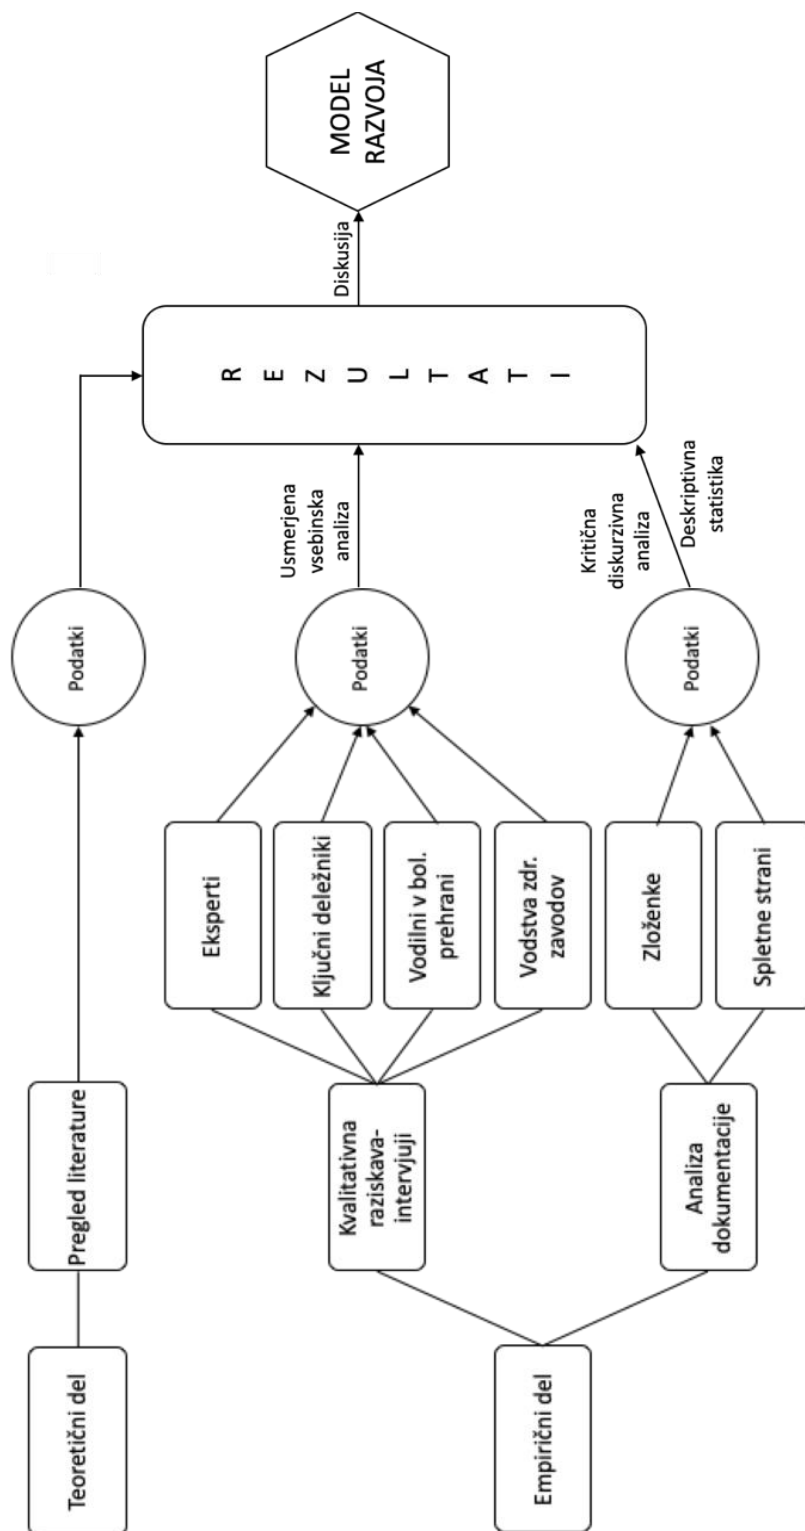 Teoretični del
Pregled literature
Podatki
Empirični del
Kvalitativna
raziskava-
intervjuji
Eksperti
Ključni deležniki
Vodilni v bol.
prehrani
Vodstva zdr.
zavodov
Podatki
Usmerjena
vsebinska
analiza
Analiza
dokumentacije
Zloženke
Spletne strani
Podatki
Kritična
diskurzivna
analiza
Deskriptivna
statistika
R E Z U L T A T I
Diskusija
MODEL
RAZVOJA